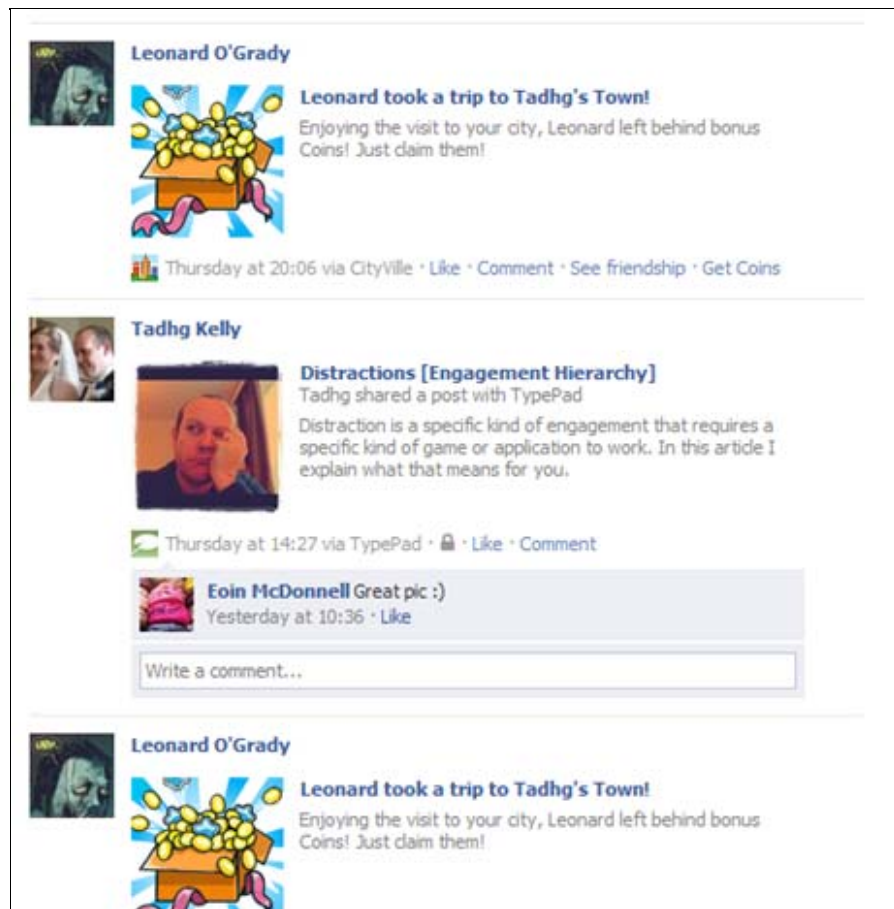 Leonard O'Grady
Leonard took a trip to Tadhg's Town!
Enjoying the visit to your city, Leonard left behind bonus
Coins! Just claim them!
Thursday at 20:06 via CityVille · Like · Comment · See friendship · Get Coins
Tadhg Kelly
Distractions [Engagement Hierarchy]
Tadhg shared a post with TypePad
Distraction is a specific kind of engagement that requires a
specific kind of game or application to work. In this article I
explain what that means for you.
Thursday at 14:27 via TypePad · Like · Comment
Eoin McDonnell Great pic :)
Yesterday at 10:36 · Like
Write a comment...
Leonard O'Grady
Leonard took a trip to Tadhg's Town!
Enjoying the visit to your city, Leonard left behind bonus
Coins! Just claim them!